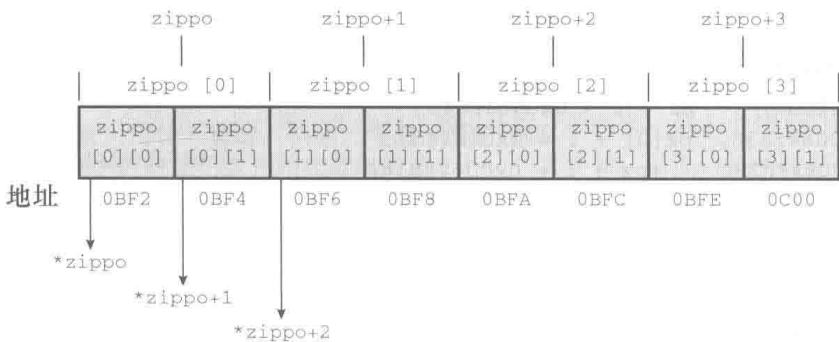 zippo zippo+1 zippo+2 zippo+3
zippo [0] zippo [1] zippo [2] zippo [3]
zippo zippo zippo zippo zippo zippo zippo zippo
[0][0] [0][1] [1][0] [1][1] [2][0] [2][1] [3][0] [3][1]
地址 0BF2 0BF4 0BF6 0BF8 0BFA 0BFC 0BFE 0C00
*zippo
*zippo+1
*zippo+2